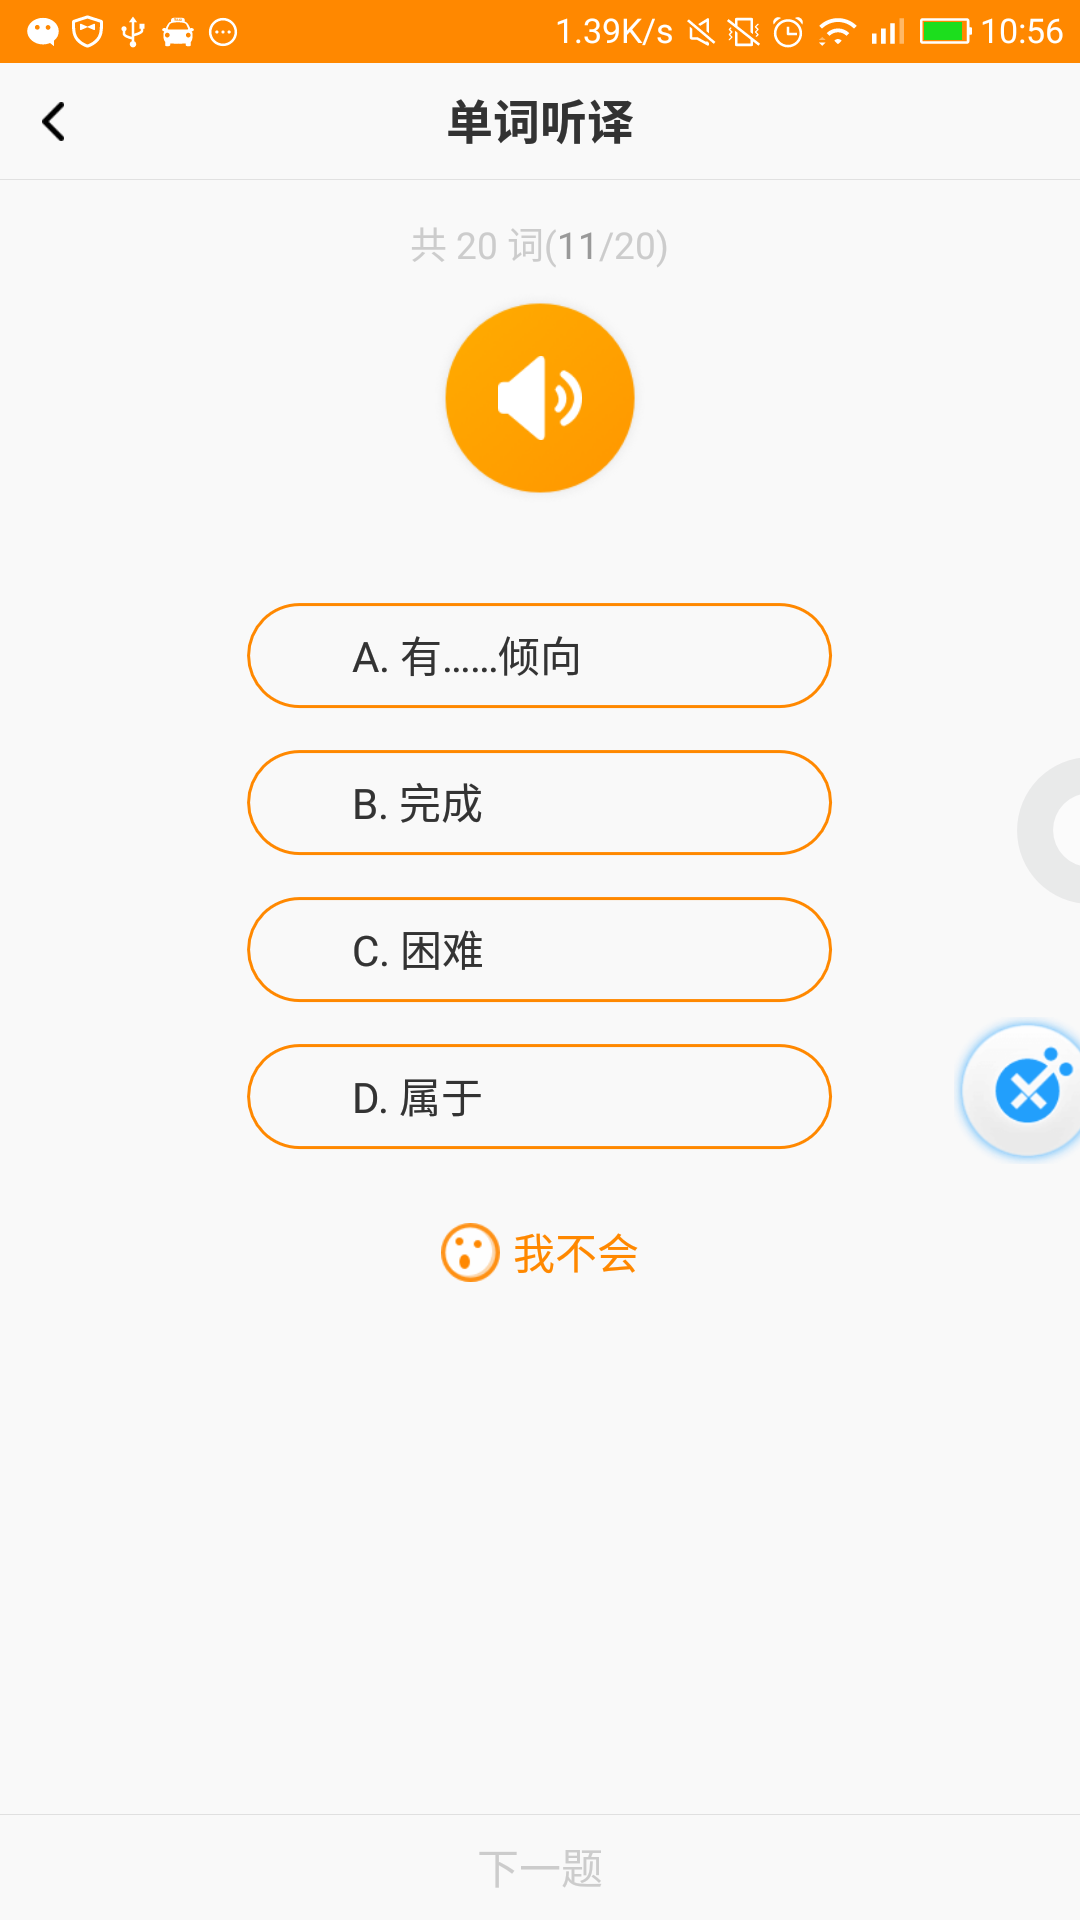 1.39K/s 10:56
单词听译
共 20 词(11/20)
A. 有……倾向
B. 完成
C. 困难
D. 属于
我不会
下一题